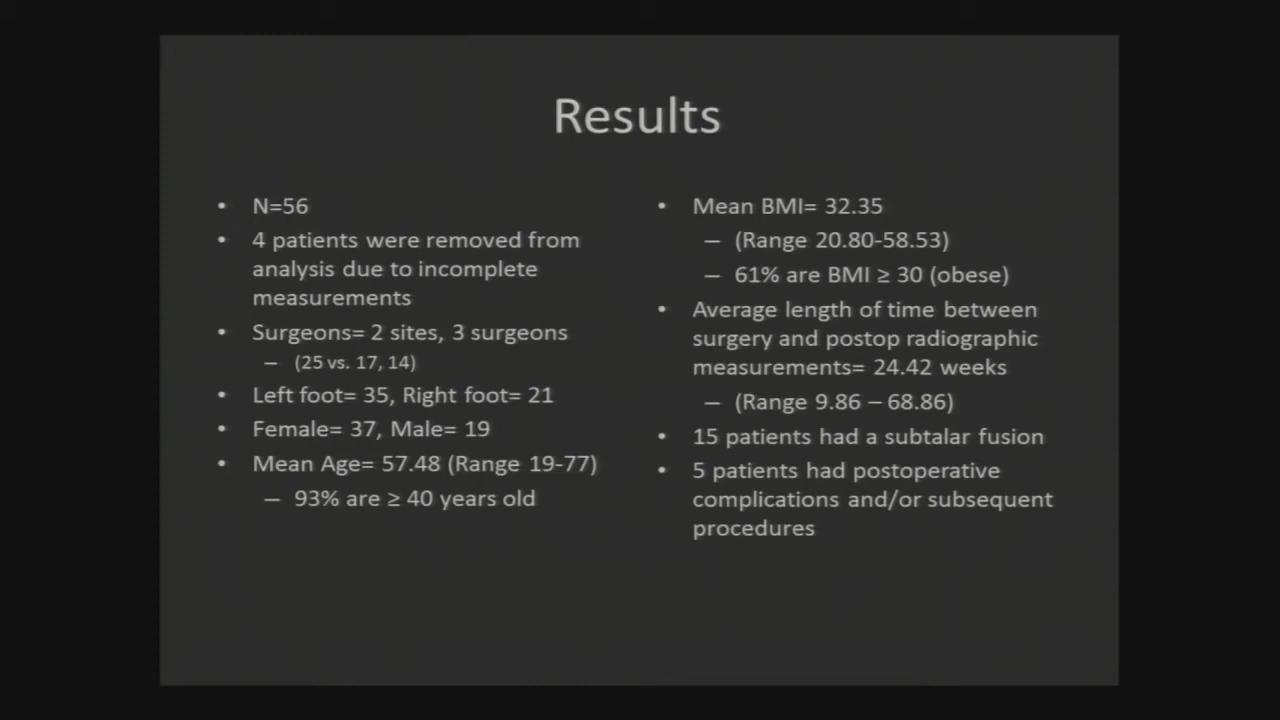 Results
• N=56
• 4 patients were removed from
analysis due to incomplete
measurements
• Surgeons= 2 sites, 3 surgeons
– (25 vs. 17, 14)
• Left foot= 35, Right foot= 21
• Female= 37, Male= 19
• Mean Age= 57.48 (Range 19-77)
– 93% are ≥ 40 years old
• Mean BMI= 32.35
– (Range 20.80-58.53)
– 61% are BMI ≥ 30 (obese)
• Average length of time between
surgery and postop radiographic
measurements= 24.42 weeks
– (Range 9.86 – 68.86)
• 15 patients had a subtalar fusion
• 5 patients had postoperative
complications and/or subsequent
procedures